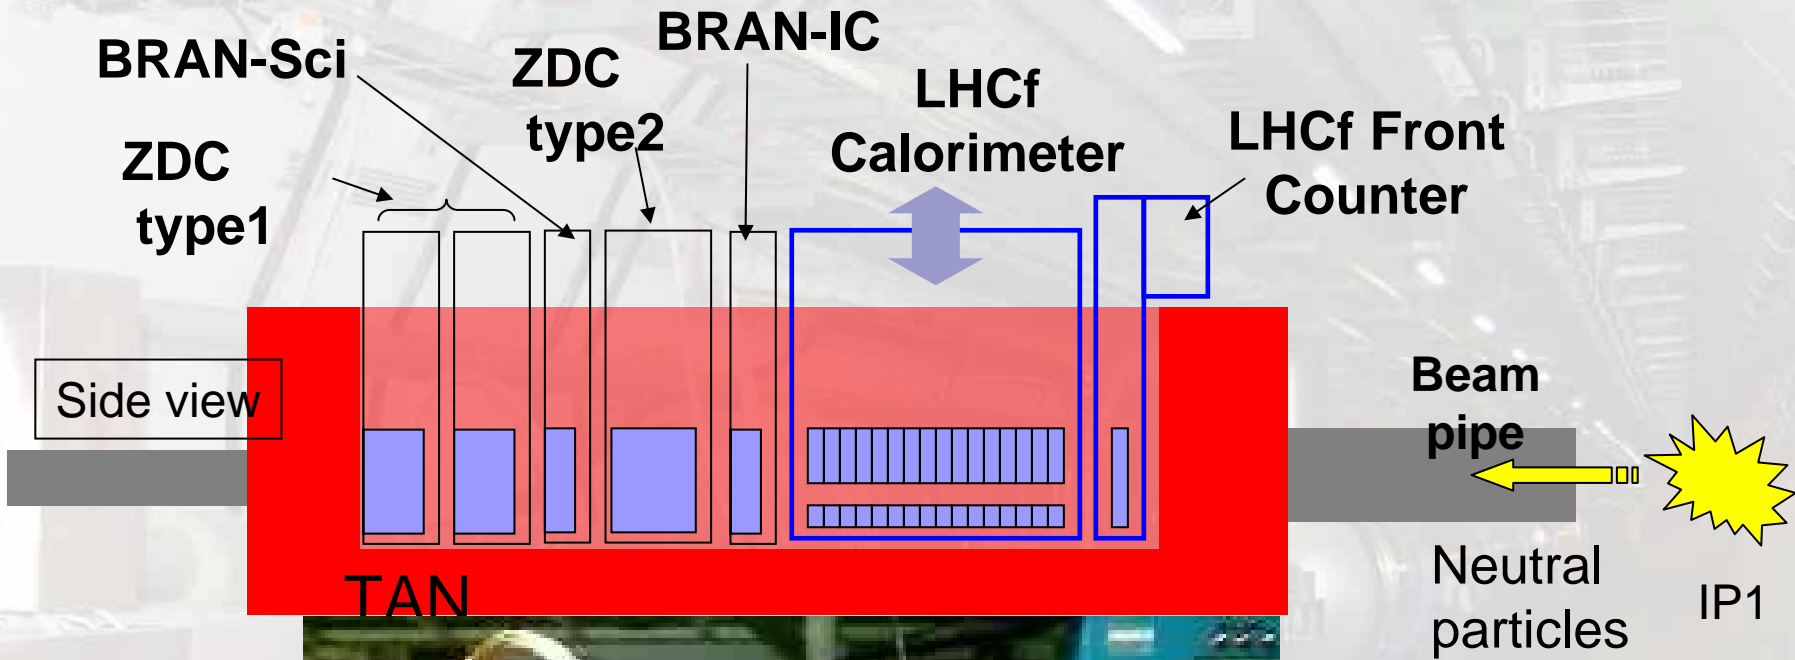 BRAN-Sci
ZDC
type2
BRAN-IC
LHCf
Calorimeter
LHCf Front
Counter
ZDC
type1
Side view
Beam
pipe
TAN
Neutral
particles
IP1